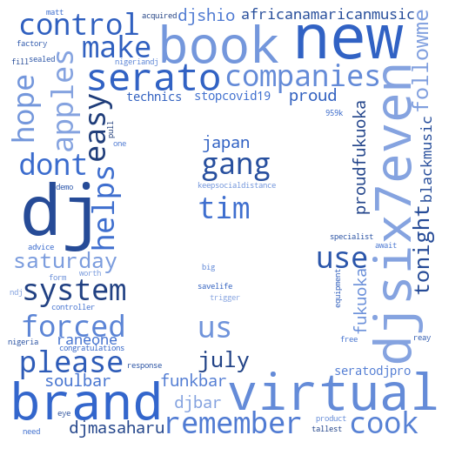 matt acquired djshio africanamaricanmusic
control book new followme
factory make
fill sealed nigeriandj serato companies
hope apples easy technics stopcovid19 proud
pull 959k
one japan
dont gang proudfukuoka blackmusic
dj demo helps keepsocialdistance djsix7even
tim tonight
advice specialist
saturday use await
form worth big
ndj system savelife equipment fukuoka
controller trigger
forced us free reay
nigeria raneone
congratulations
please response july seratodjpro
soulbar funkbar
brand eye djbar virtual
need djmasaharu remember product cook
tallest